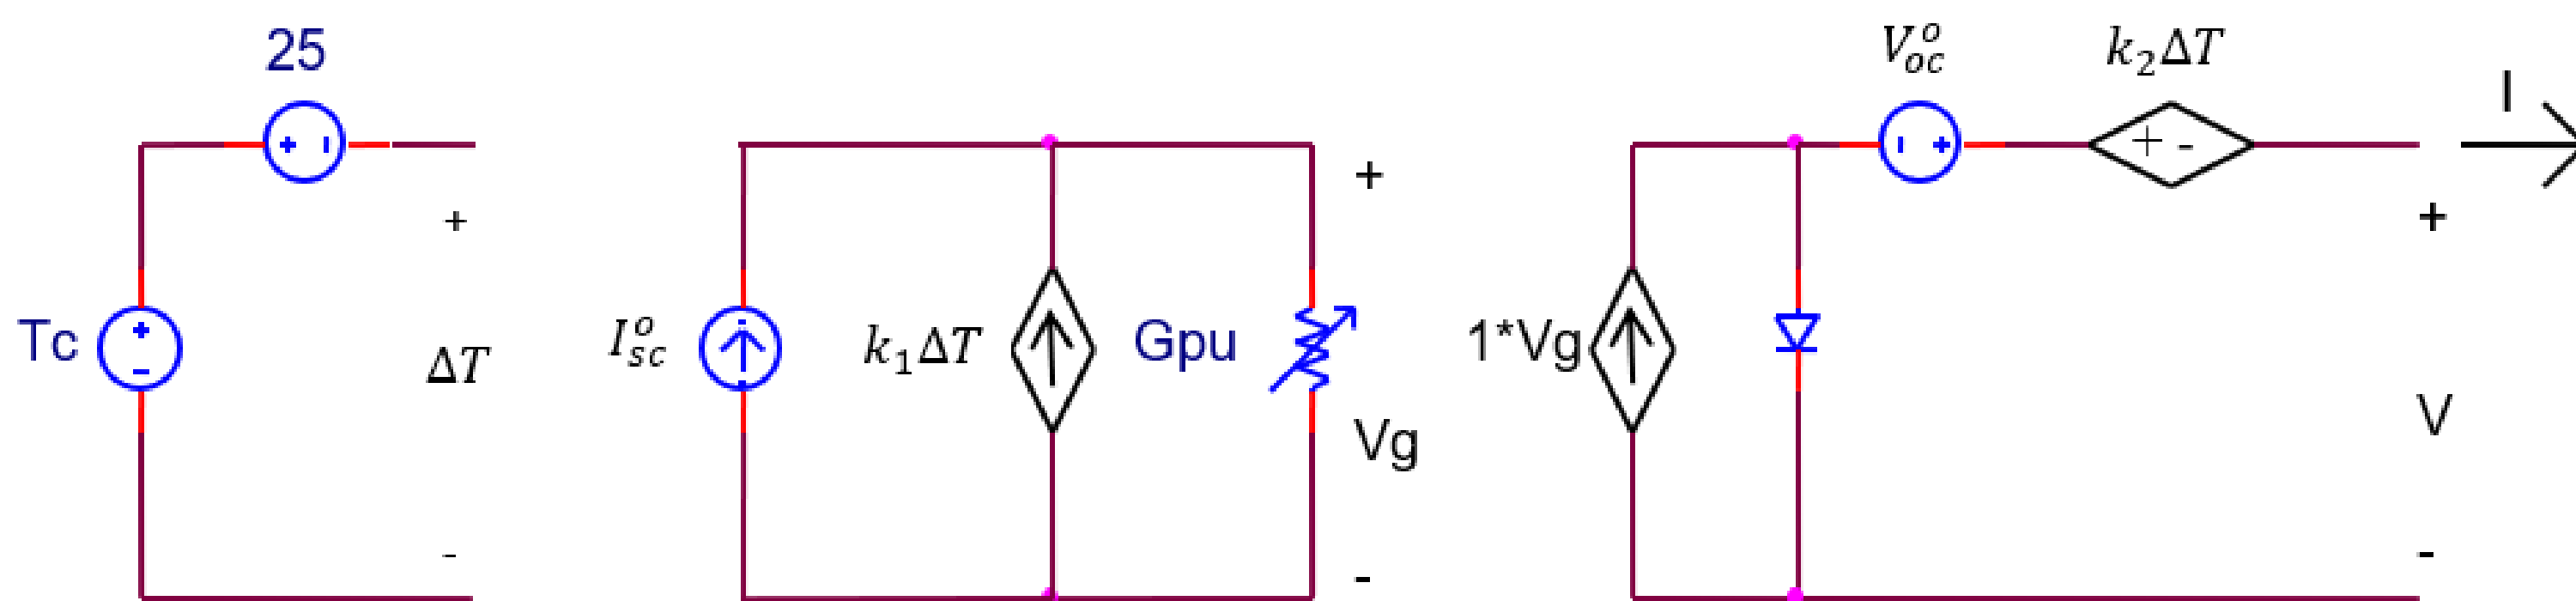 25
+ -
Tc
+
-
+
ΔT
-
I°sc
k₁ΔT
Gpu
+
Vg
-
1*Vg
V°oc
- +
k₂ΔT
+ -
I
+
V
-